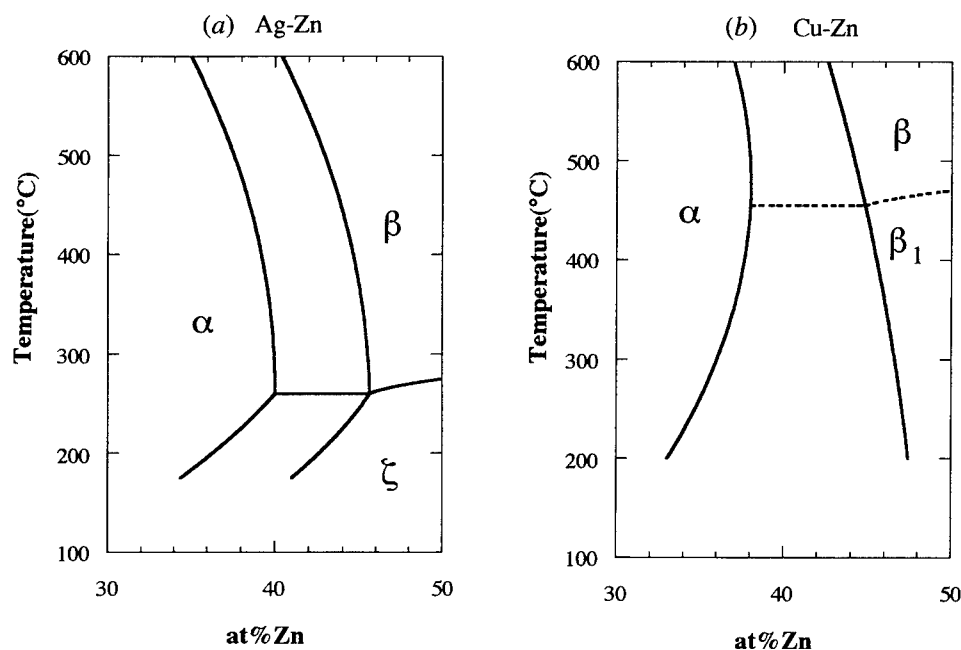 (a) Ag-Zn
600
500
400
300
200
100
30
40
50
Temperature(°C)
at%Zn
α
β
ζ
(b) Cu-Zn
600
500
400
300
200
100
30
40
50
Temperature(°C)
at%Zn
α
β
β₁